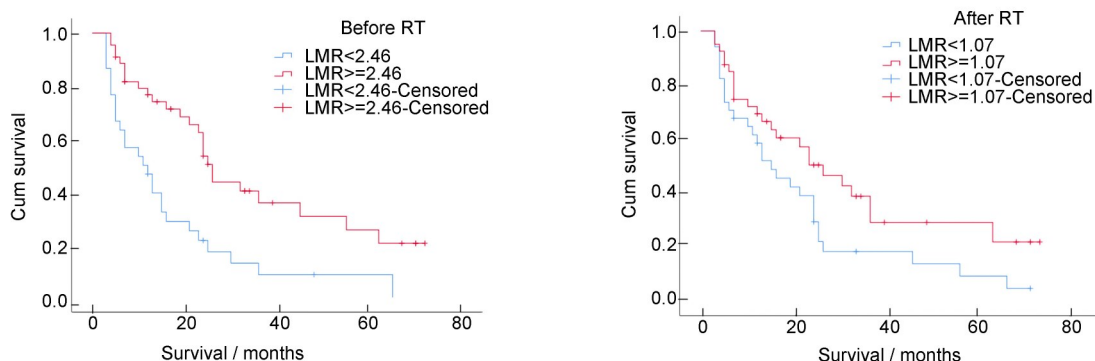 Before RT
LMR<2.46
LMR>=2.46
LMR<2.46-Censored
LMR>=2.46-Censored
1.0
0.8
0.6
0.4
0.2
0.0
Cum survival
0 20 40 60 80
Survival / months
After RT
LMR<1.07
LMR>=1.07
LMR<1.07-Censored
LMR>=1.07-Censored
1.0
0.8
0.6
0.4
0.2
0.0
Cum survival
0 20 40 60 80
Survival / months